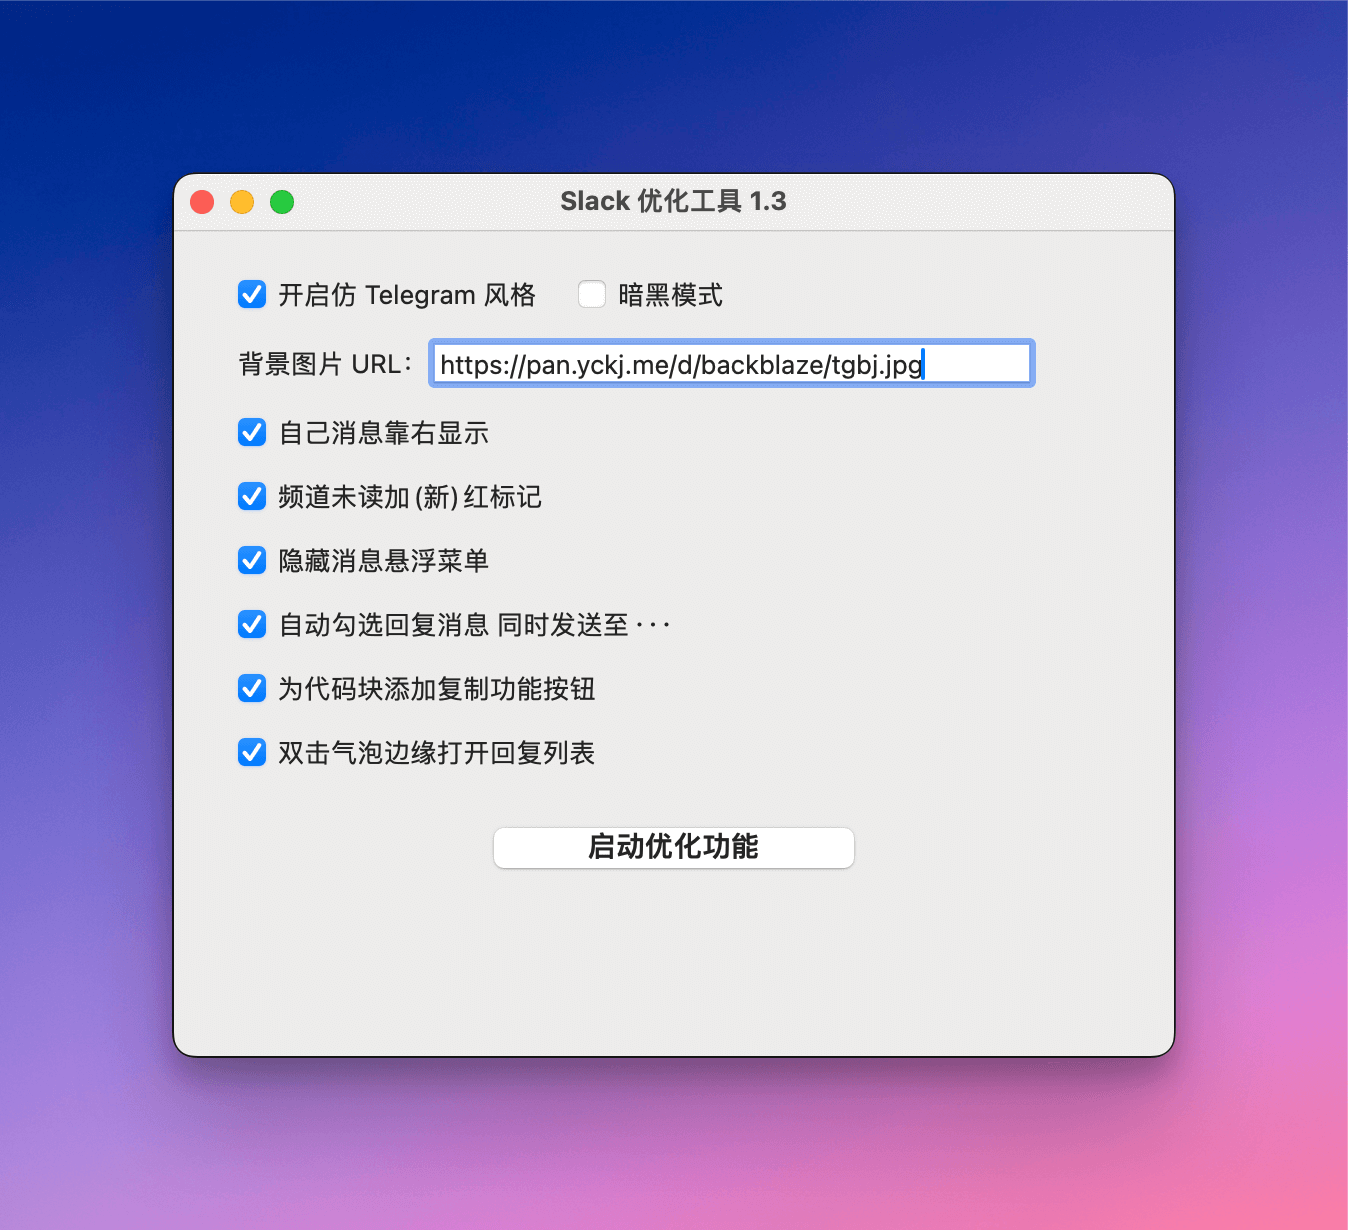 Slack 优化工具 1.3
开启仿 Telegram 风格 暗黑模式
背景图片 URL： https://pan.yckj.me/d/backblaze/tgbj.jpg
自己消息靠右显示
频道未读加(新)红标记
隐藏消息悬浮菜单
自动勾选回复消息 同时发送至···
为代码块添加复制功能按钮
双击气泡边缘打开回复列表
启动优化功能